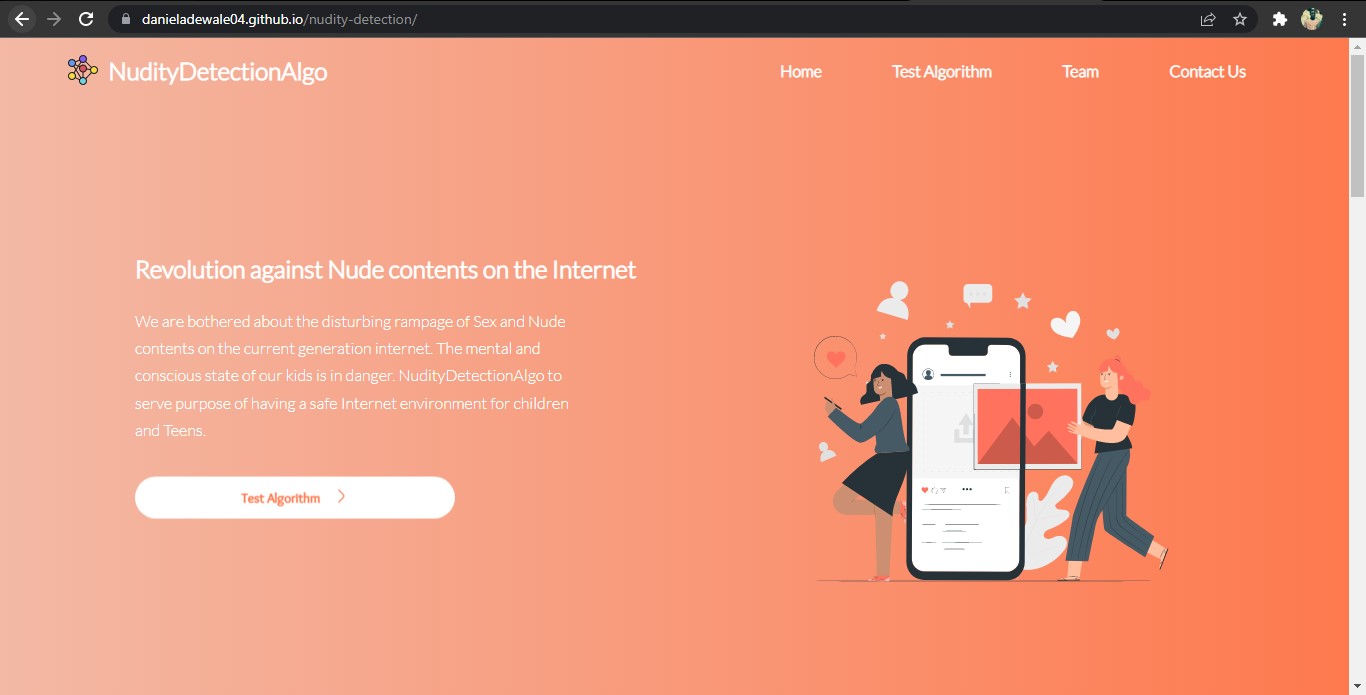 danieladewale04.github.io/nudity-detection/
NudityDetectionAlgo
Home
Test Algorithm
Team
Contact Us
Revolution against Nude contents on the Internet
We are bothered about the disturbing rampage of Sex and Nude
contents on the current generation internet. The mental and
conscious state of our kids is in danger. NudityDetectionAlgo to
serve purpose of having a safe Internet environment for children
and Teens.
Test Algorithm